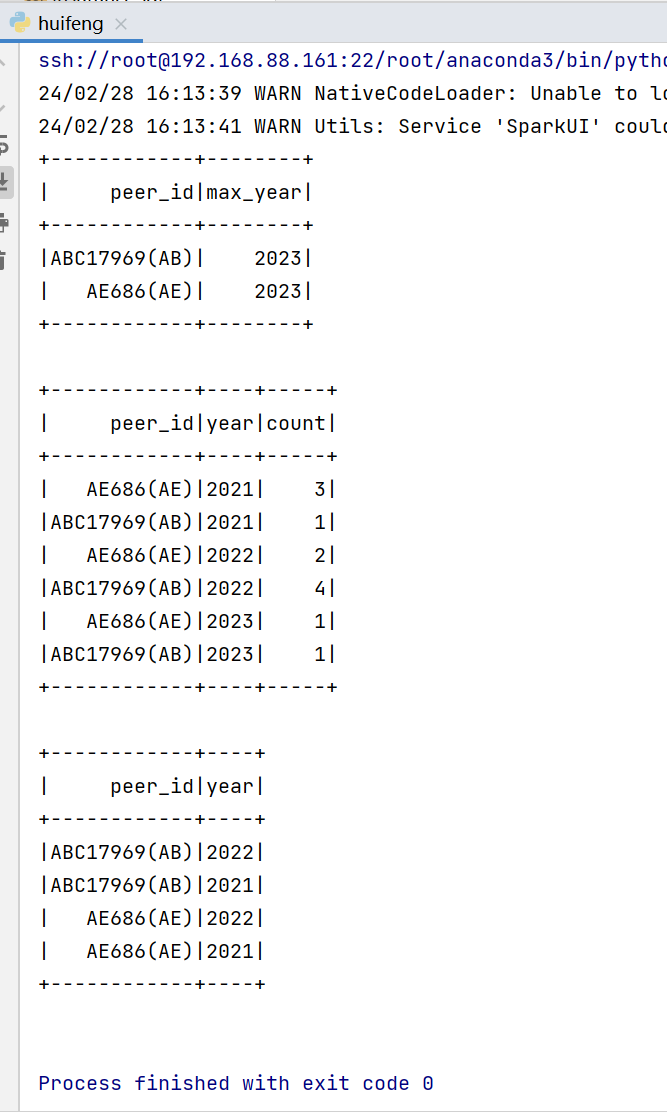 huifeng
ssh://root@192.168.88.161:22/root/anaconda3/bin/pytho
24/02/28 16:13:39 WARN NativeCodeLoader: Unable to lo
24/02/28 16:13:41 WARN Utils: Service 'SparkUI' could
+------------+--------+
|     peer_id|max_year|
+------------+--------+
|ABC17969(AB)|    2023|
|   AE686(AE)|    2023|
+------------+--------+
+------------+----+-----+
|     peer_id|year|count|
+------------+----+-----+
|   AE686(AE)|2021|    3|
|ABC17969(AB)|2021|    1|
|   AE686(AE)|2022|    2|
|ABC17969(AB)|2022|    4|
|   AE686(AE)|2023|    1|
|ABC17969(AB)|2023|    1|
+------------+----+-----+
+------------+----+
|     peer_id|year|
+------------+----+
|ABC17969(AB)|2022|
|ABC17969(AB)|2021|
|   AE686(AE)|2022|
|   AE686(AE)|2021|
+------------+----+
Process finished with exit code 0